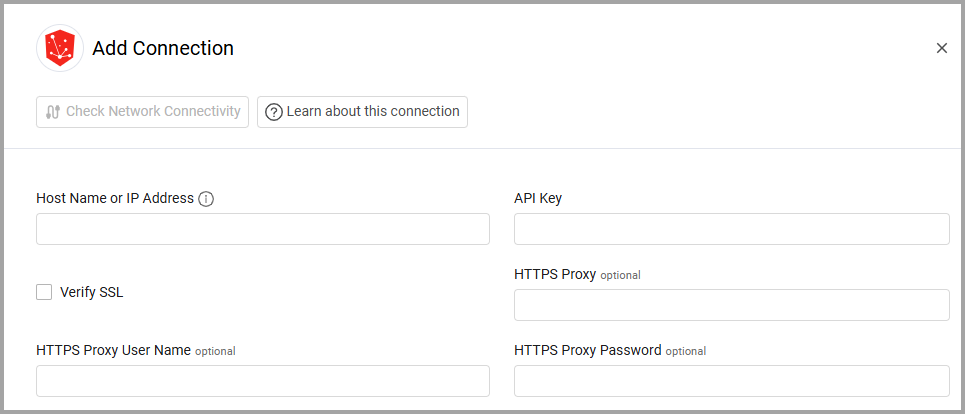 Add Connection
Check Network Connectivity
Learn about this connection
Host Name or IP Address
API Key
Verify SSL
HTTPS Proxy optional
HTTPS Proxy User Name optional
HTTPS Proxy Password optional